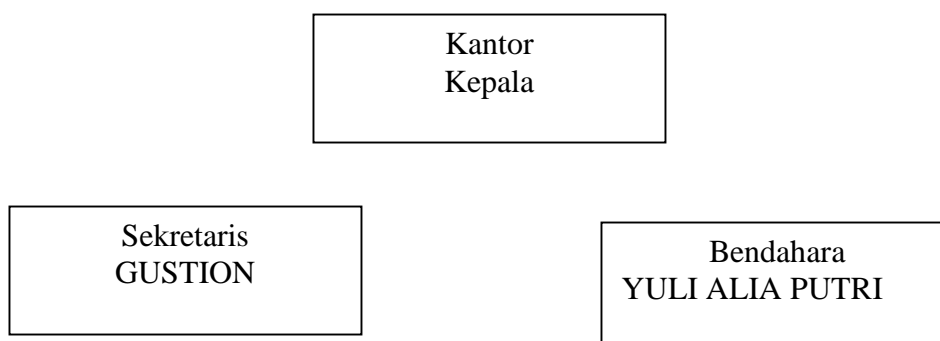 Kantor
Kepala
Sekretaris
GUSTION
Bendahara
YULI ALIA PUTRI